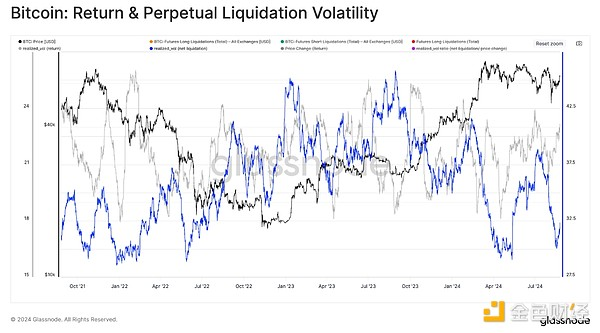 Bitcoin: Return & Perpetual Liquidation Volatility
BTC: Price [USD]
BTC: Futures Long Liquidations (Total) - All Exchanges [USD]
BTC: Futures Short Liquidations (Total) - All Exchanges [USD]
Futures Long Liquidations (Total)
Reset zoom
realized_vol (return)
realized_vol (net liquidation)
Price Change (Return)
realized_vol ratio (net liquidation/ price change)
24
21
18
15
$40k
$10k
42.5
37.5
32.5
27.5
glassnode
Oct '21
Jan '22
Apr '22
Jul '22
Oct '22
Jan '23
Apr '23
Jul '23
Oct '23
Jan '24
Apr '24
Jul '24
© 2024 Glassnode. All Rights Reserved.
glassnode
金色财经